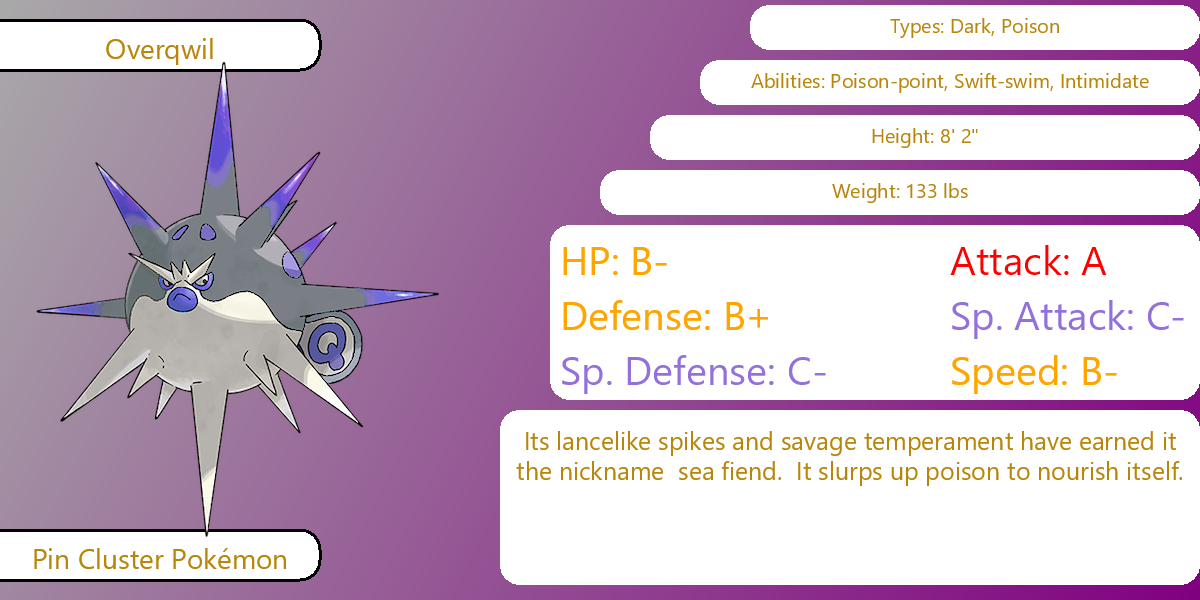 Overqwil
Types: Dark, Poison
Abilities: Poison-point, Swift-swim, Intimidate
Height: 8' 2"
Weight: 133 lbs
HP: B-
Attack: A
Defense: B+
Sp. Attack: C-
Sp. Defense: C-
Speed: B-
Its lancelike spikes and savage temperament have earned it
the nickname  sea fiend.  It slurps up poison to nourish itself.
Q
Pin Cluster Pokémon